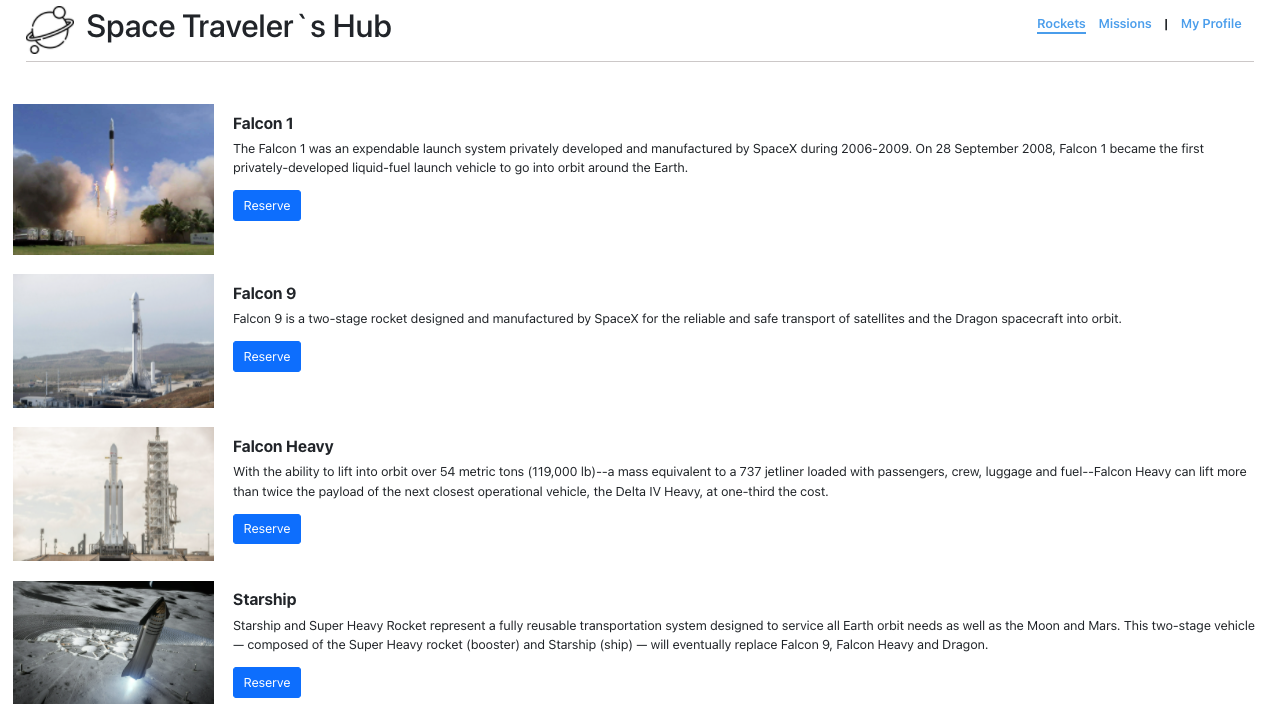 Space Traveler`s Hub
Rockets Missions | My Profile
Falcon 1
The Falcon 1 was an expendable launch system privately developed and manufactured by SpaceX during 2006-2009. On 28 September 2008, Falcon 1 became the first
privately-developed liquid-fuel launch vehicle to go into orbit around the Earth.
Reserve
Falcon 9
Falcon 9 is a two-stage rocket designed and manufactured by SpaceX for the reliable and safe transport of satellites and the Dragon spacecraft into orbit.
Reserve
Falcon Heavy
With the ability to lift into orbit over 54 metric tons (119,000 lb)--a mass equivalent to a 737 jetliner loaded with passengers, crew, luggage and fuel--Falcon Heavy can lift more
than twice the payload of the next closest operational vehicle, the Delta IV Heavy, at one-third the cost.
Reserve
Starship
Starship and Super Heavy Rocket represent a fully reusable transportation system designed to service all Earth orbit needs as well as the Moon and Mars. This two-stage vehicle
— composed of the Super Heavy rocket (booster) and Starship (ship) — will eventually replace Falcon 9, Falcon Heavy and Dragon.
Reserve